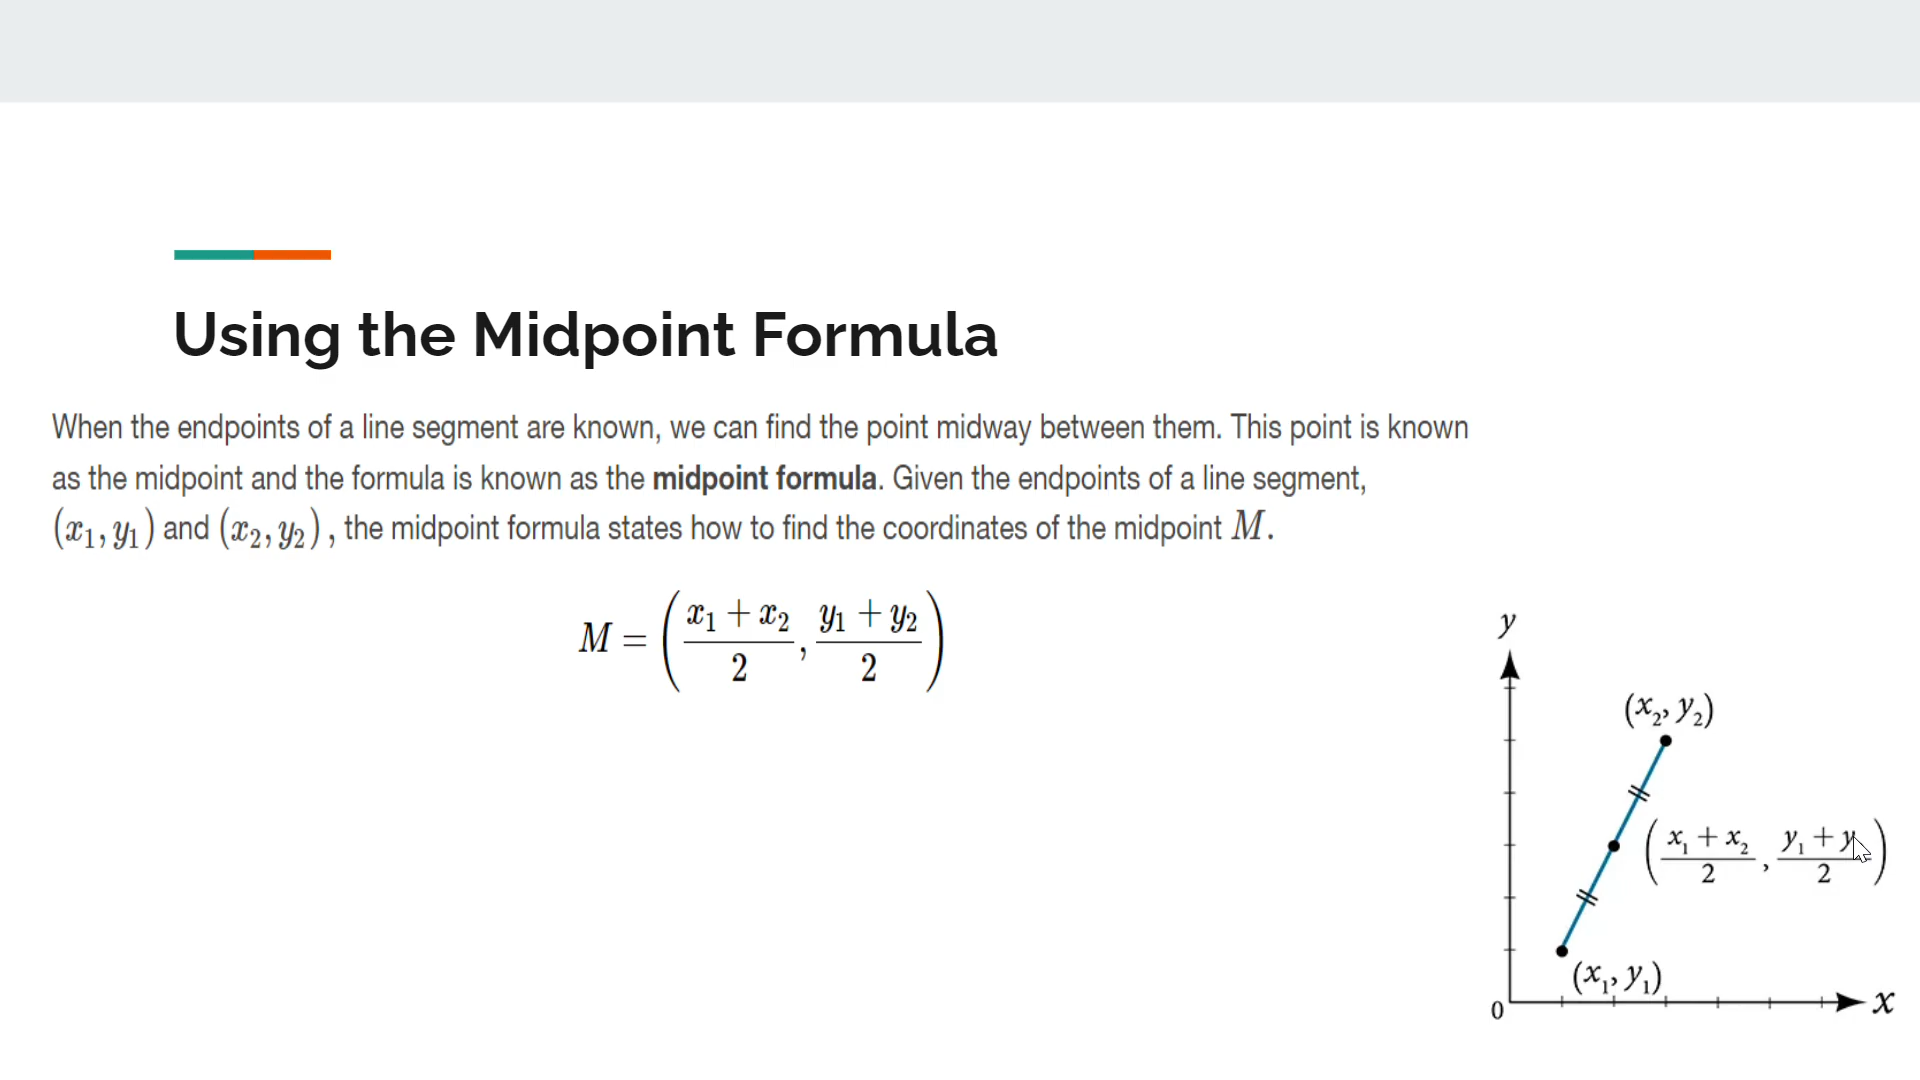 Using the Midpoint Formula
When the endpoints of a line segment are known, we can find the point midway between them. This point is known
as the midpoint and the formula is known as the midpoint formula. Given the endpoints of a line segment,
(x₁, y₁) and (x₂, y₂), the midpoint formula states how to find the coordinates of the midpoint M.
M = ( (x₁ + x₂)/2 , (y₁ + y₂)/2 )
y
(x₂, y₂)
( (x₁ + x₂)/2 , (y₁ + y)/2 )
(x₁, y₁)
0
x